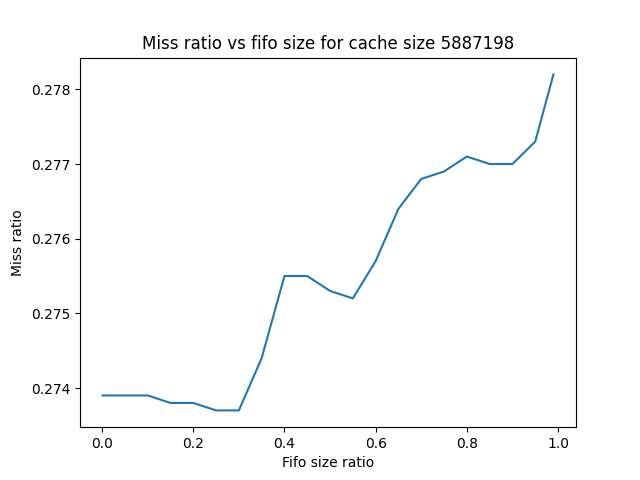 Miss ratio vs fifo size for cache size 5887198
0.278
0.277
0.276
0.275
0.274
Miss ratio
0.0 0.2 0.4 0.6 0.8 1.0
Fifo size ratio